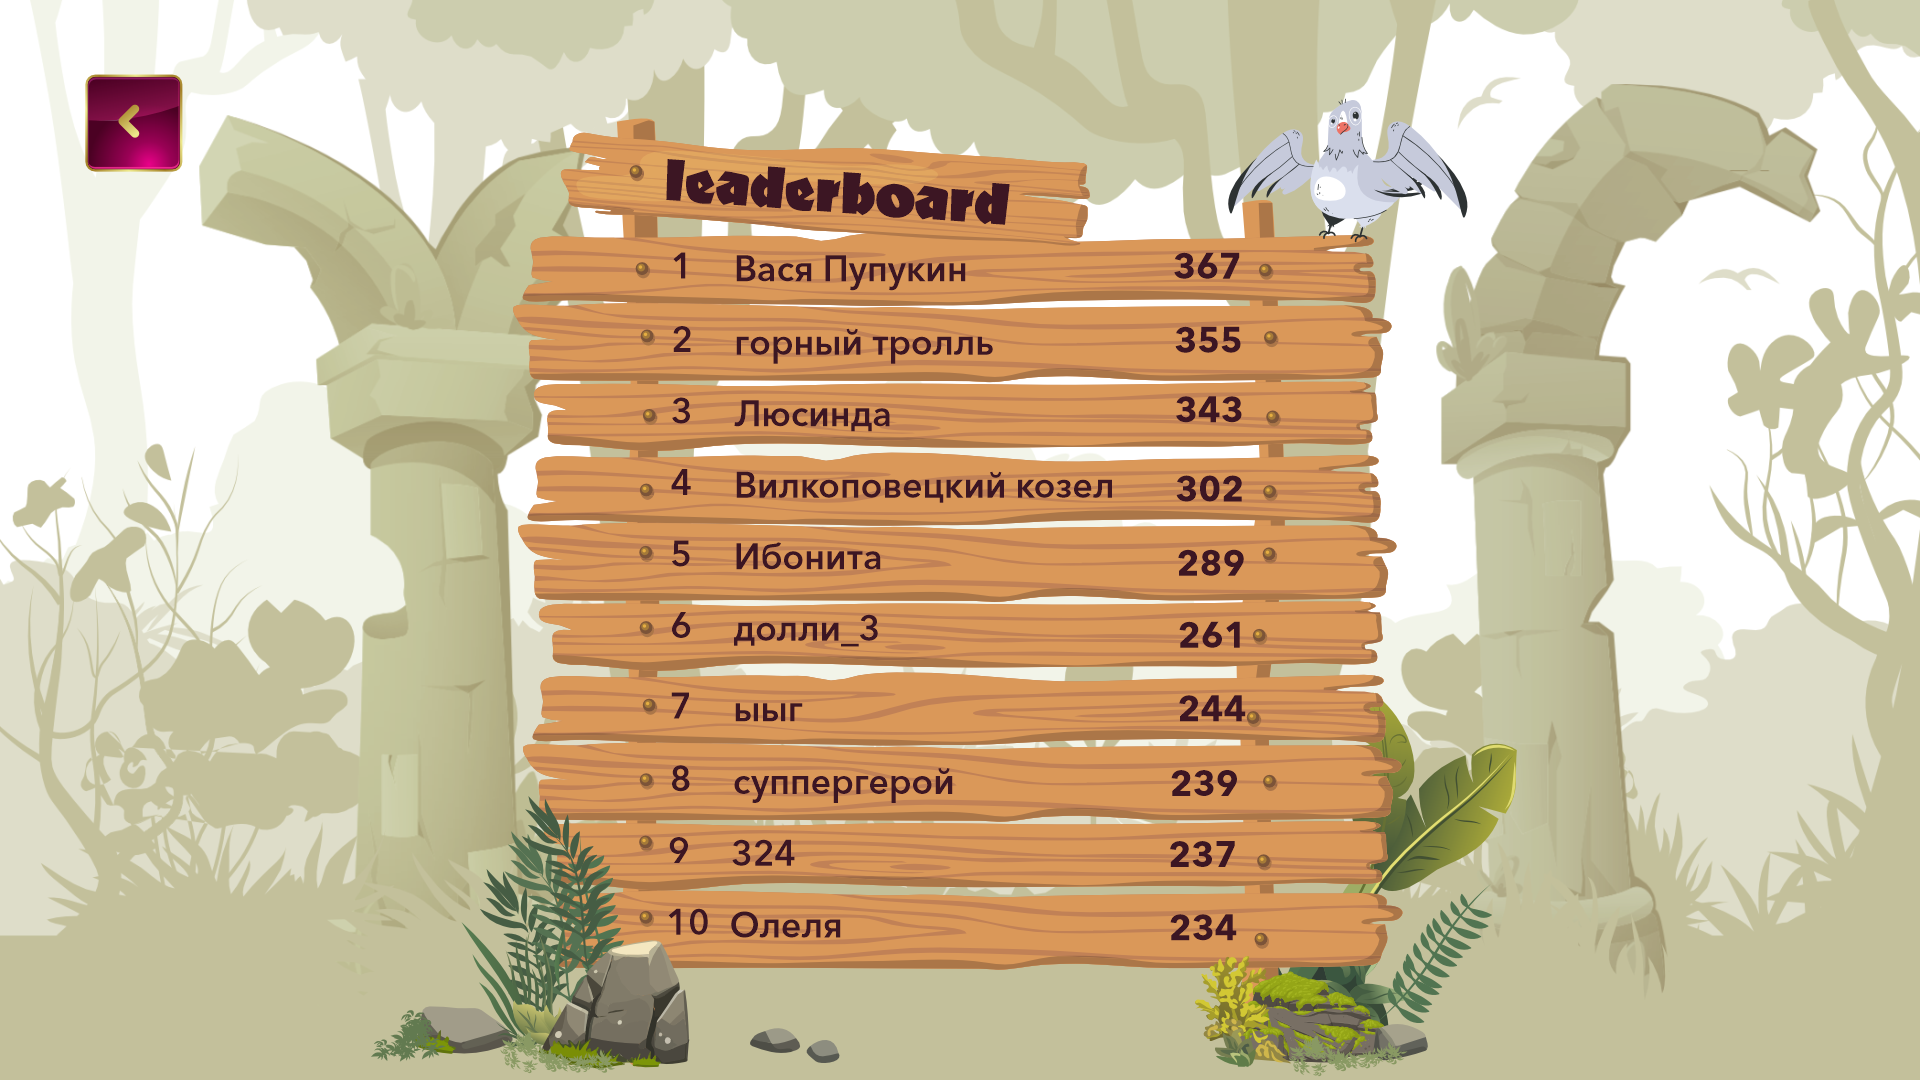 leaderboard
1 Вася Пупукин 367
2 горный тролль 355
3 Люсинда 343
4 Вилкоповецкий козел 302
5 Ибонита 289
6 долли_3 261
7 ыыг 244
8 суппергерой 239
9 324 237
10 Олеля 234